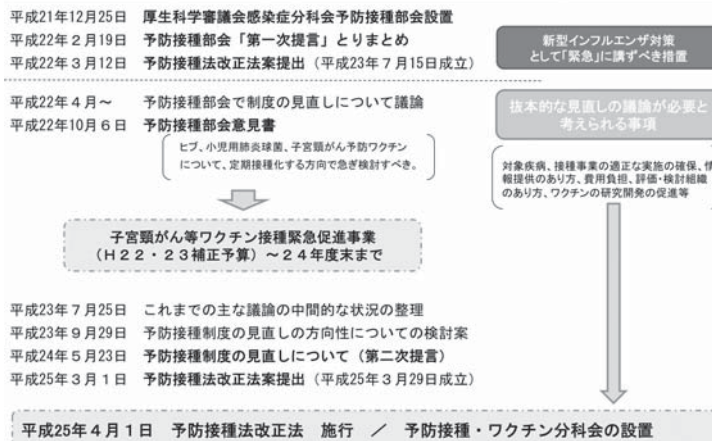 平成21年12月25日 厚生科学審議会感染症分科会予防接種部会設置
平成22年2月19日 予防接種部会「第一次提言」とりまとめ
平成22年3月12日 予防接種法改正法案提出（平成23年7月15日成立）
新型インフルエンザ対策
として「緊急」に講ずべき措置
平成22年4月～ 予防接種部会で制度の見直しについて議論
平成22年10月6日 予防接種部会意見書
ヒブ、小児用肺炎球菌、子宮頸がん予防ワクチン
について、定期接種化する方向で急ぎ検討すべき。
抜本的な見直しの議論が必要と
考えられる事項
対象疾病、接種事業の適正な実施の確保、情
報提供のあり方、費用負担、評価・検討組織
のあり方、ワクチンの研究開発の促進等
子宮頸がん等ワクチン接種緊急促進事業
（H22・23補正予算）～24年度末まで
平成23年7月25日 これまでの主な議論の中間的な状況の整理
平成23年9月29日 予防接種制度の見直しの方向性についての検討案
平成24年5月23日 予防接種制度の見直しについて（第二次提言）
平成25年3月1日 予防接種法改正法案提出（平成25年3月29日成立）
平成25年4月1日 予防接種法改正法 施行 ／ 予防接種・ワクチン分科会の設置